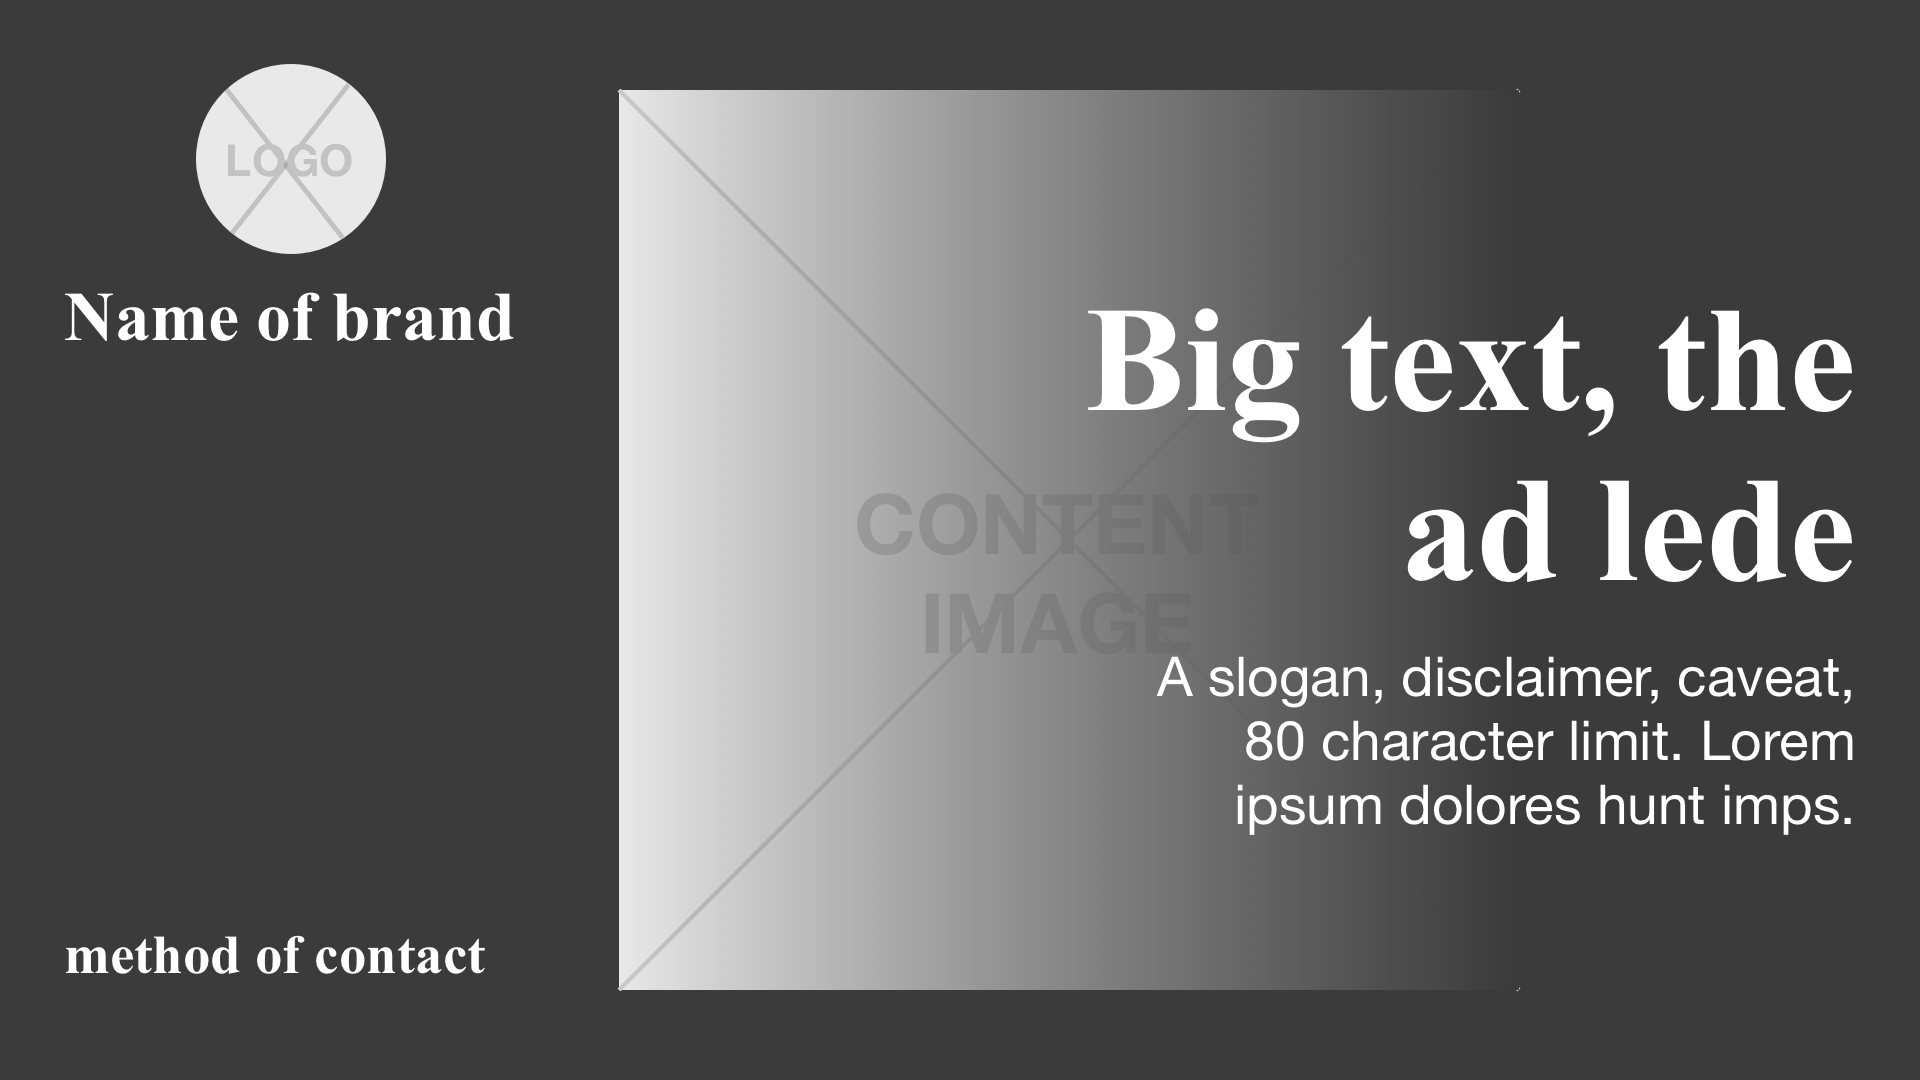 LOGO
Name of brand
method of contact
CONTENT
IMAGE
Big text, the
ad lede
A slogan, disclaimer, caveat,
80 character limit. Lorem
ipsum dolores hunt imps.